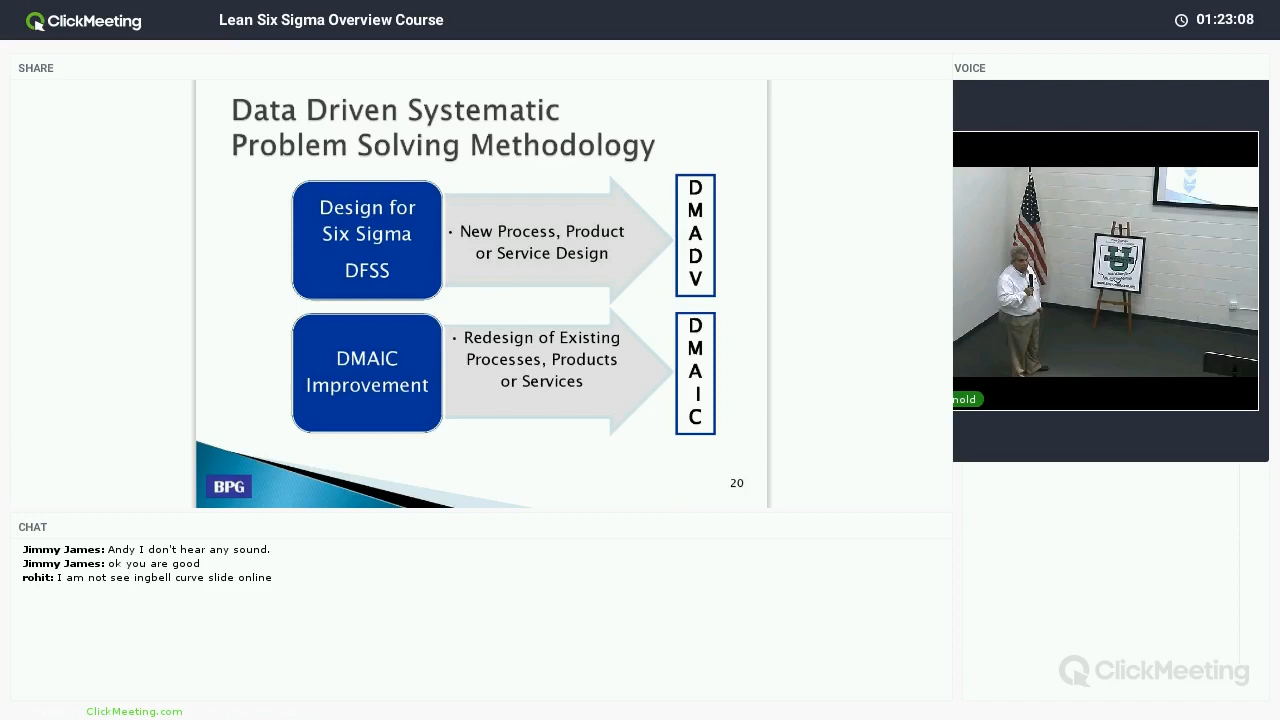 ClickMeeting
Lean Six Sigma Overview Course
01:23:08
SHARE
Data Driven Systematic
Problem Solving Methodology
Design for
Six Sigma
DFSS
• New Process, Product
or Service Design
D
M
A
D
V
DMAIC
Improvement
• Redesign of Existing
Processes, Products
or Services
D
M
A
I
C
BPG
20
VOICE
nold
CHAT
Jimmy James: Andy I don't hear any sound.
Jimmy James: ok you are good
rohit: I am not see ingbell curve slide online
ClickMeeting
ClickMeeting.com